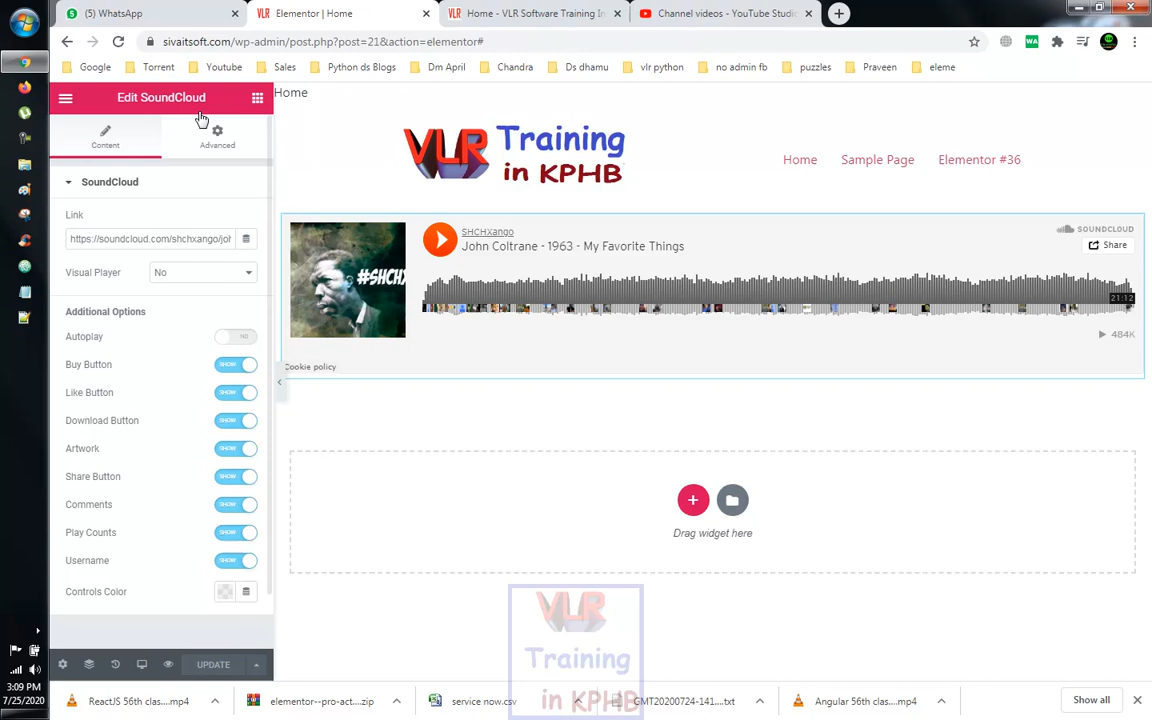 (5) WhatsApp
Elementor | Home
Home - VLR Software Training In
Channel videos - YouTube Studio
sivaitsoft.com/wp-admin/post.php?post=21&action=elementor#
Google Torrent Youtube Sales Python ds Blogs Dm April Chandra Ds dhamu vlr python no admin fb puzzles Praveen eleme
Edit SoundCloud
Content
Advanced
SoundCloud
Link
https://soundcloud.com/shchxango/joh
Visual Player No
Additional Options
Autoplay NO
Buy Button SHOW
Like Button SHOW
Download Button SHOW
Artwork SHOW
Share Button SHOW
Comments SHOW
Play Counts SHOW
Username SHOW
Controls Color
UPDATE
Home
VLR Training
in KPHB
Home Sample Page Elementor #36
SHCHXango
John Coltrane - 1963 - My Favorite Things
SOUNDCLOUD
Share
#SHCHX
21:12
484K
Cookie policy
Drag widget here
VLR
Training
in KPHB
3:09 PM
7/25/2020
ReactJS 56th clas....mp4
elementor--pro-act....zip
service now.csv
GMT20200724-141....txt
Angular 56th clas....mp4
Show all